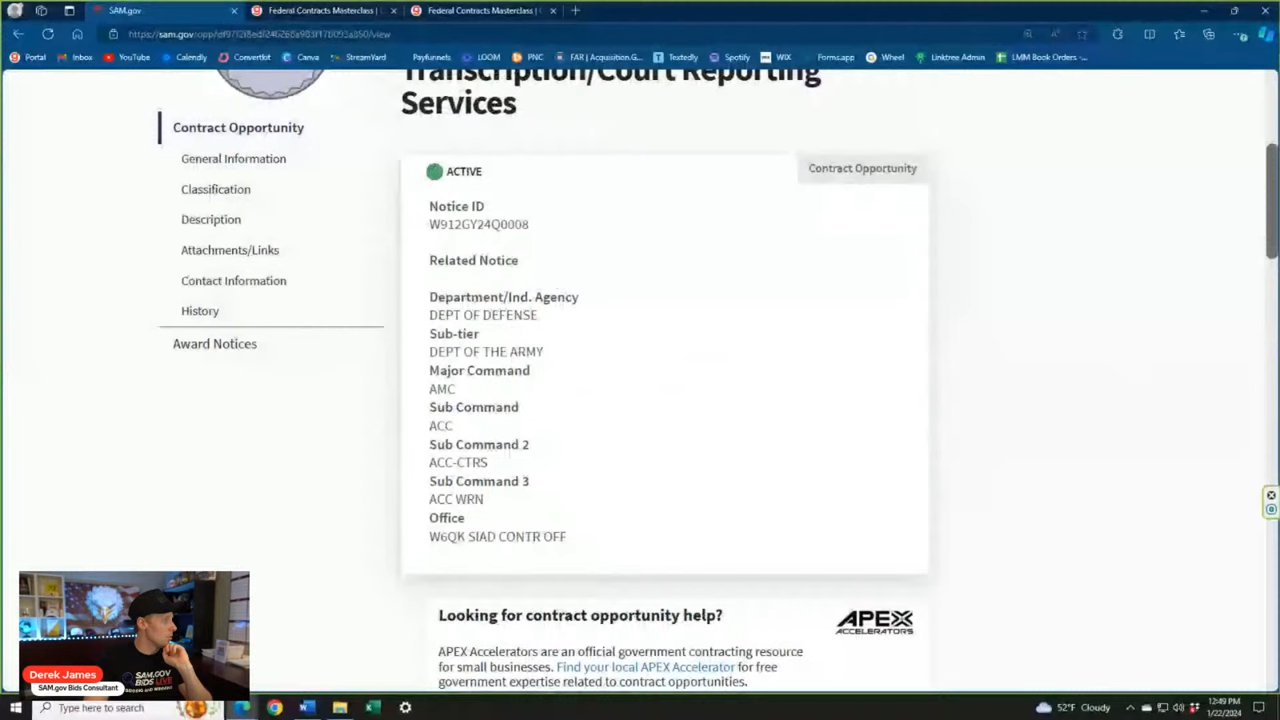 SAM.gov
Federal Contracts Masterclass |
Federal Contracts Masterclass |
Portal
Inbox
YouTube
Calendly
ConvertKit
Canva
StreamYard
Payfunnels
LOOM
PNC
FAR | Acquisition.G...
Textedly
Spotify
WIX
Forms.app
Wheel
Linktree Admin
LMM Book Orders -...
Transcription/Court Reporting
Services
Contract Opportunity
General Information
Classification
Description
Attachments/Links
Contact Information
History
Award Notices
ACTIVE
Contract Opportunity
Notice ID
W912GY24Q0008
Related Notice
Department/Ind. Agency
DEPT OF DEFENSE
Sub-tier
DEPT OF THE ARMY
Major Command
AMC
Sub Command
ACC
Sub Command 2
ACC-CTRS
Sub Command 3
ACC WRN
Office
W6QK SIAD CONTR OFF
Looking for contract opportunity help?
APEX
ACCELERATORS
APEX Accelerators are an official government contracting resource
for small businesses. Find your local APEX Accelerator for free
government expertise related to contract opportunities.
SAM.GOV
BIDS LIVE
Derek James
SAM.gov Bids Consultant
Type here to search
52°F Cloudy
12:49 PM
1/22/2024